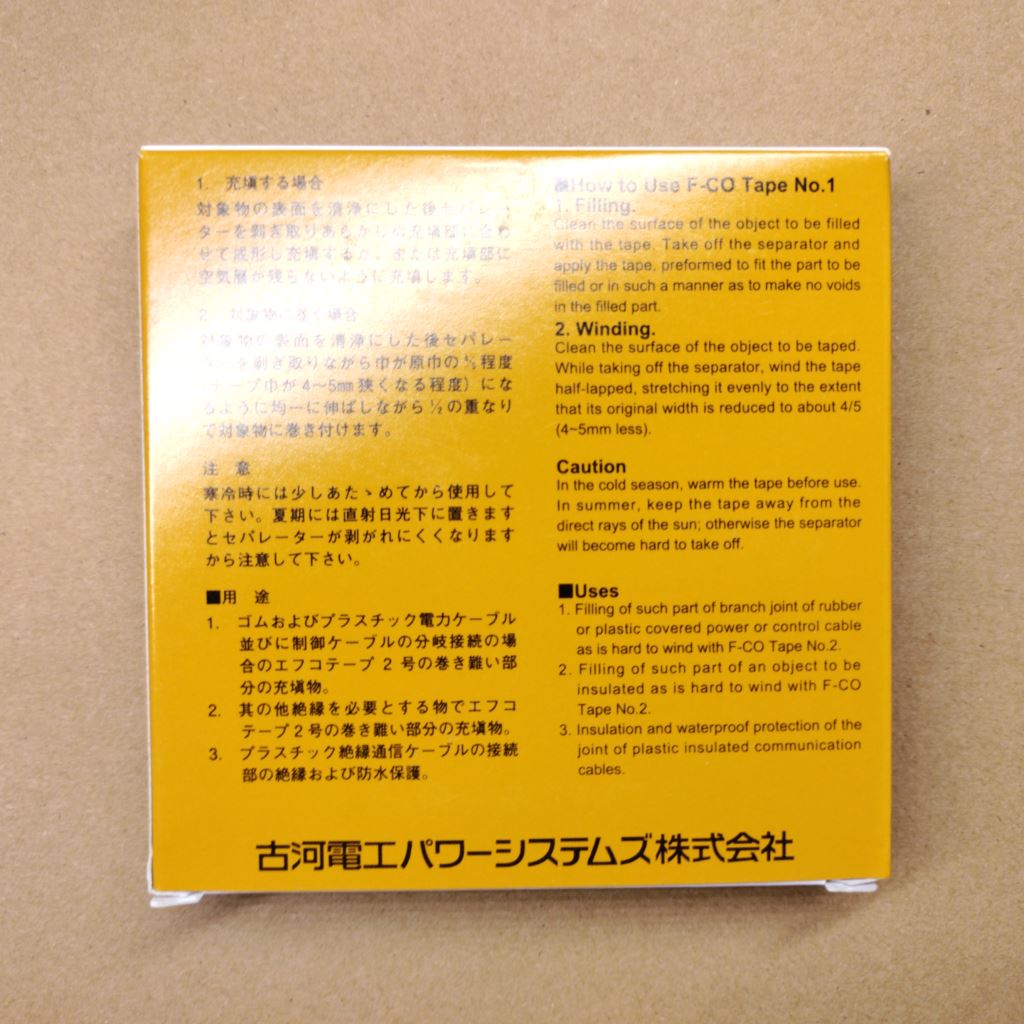 1. 充塡する場合
対象物の表面を清浄にした後セパレー
ターを剥ぎ取りあらかじめ充塡部に合わ
せて成形し充塡するか、または充塡部に
空気層が残らないように充塡します。
2. 対象物に巻く場合
対象物の表面を清浄にした後セパレー
ターを剥ぎ取りながら巾が原巾の⅘程度
(テープ巾が4〜5mm狭くなる程度)にな
るように均一に伸ばしながら½の重なり
で対象物に巻き付けます。
注 意
寒冷時には少しあたゝめてから使用して
下さい。夏期には直射日光下に置きます
とセパレーターが剥がれにくくなります
から注意して下さい。
■用 途
1. ゴムおよびプラスチック電力ケーブル
並びに制御ケーブルの分岐接続の場
合のエフコテープ2号の巻き難い部
分の充塡物。
2. 其の他絶縁を必要とする物でエフコ
テープ2号の巻き難い部分の充塡物。
3. プラスチック絶縁通信ケーブルの接続
部の絶縁および防水保護。
■How to Use F-CO Tape No.1
1. Filling.
Clean the surface of the object to be filled
with the tape. Take off the separator and
apply the tape, preformed to fit the part to be
filled or in such a manner as to make no voids
in the filled part.
2. Winding.
Clean the surface of the object to be taped.
While taking off the separator, wind the tape
half-lapped, stretching it evenly to the extent
that its original width is reduced to about 4/5
(4~5mm less).
Caution
In the cold season, warm the tape before use.
In summer, keep the tape away from the
direct rays of the sun; otherwise the separator
will become hard to take off.
■Uses
1. Filling of such part of branch joint of rubber
or plastic covered power or control cable
as is hard to wind with F-CO Tape No.2.
2. Filling of such part of an object to be
insulated as is hard to wind with F-CO
Tape No.2.
3. Insulation and waterproof protection of the
joint of plastic insulated communication
cables.
古河電工パワーシステムズ株式会社